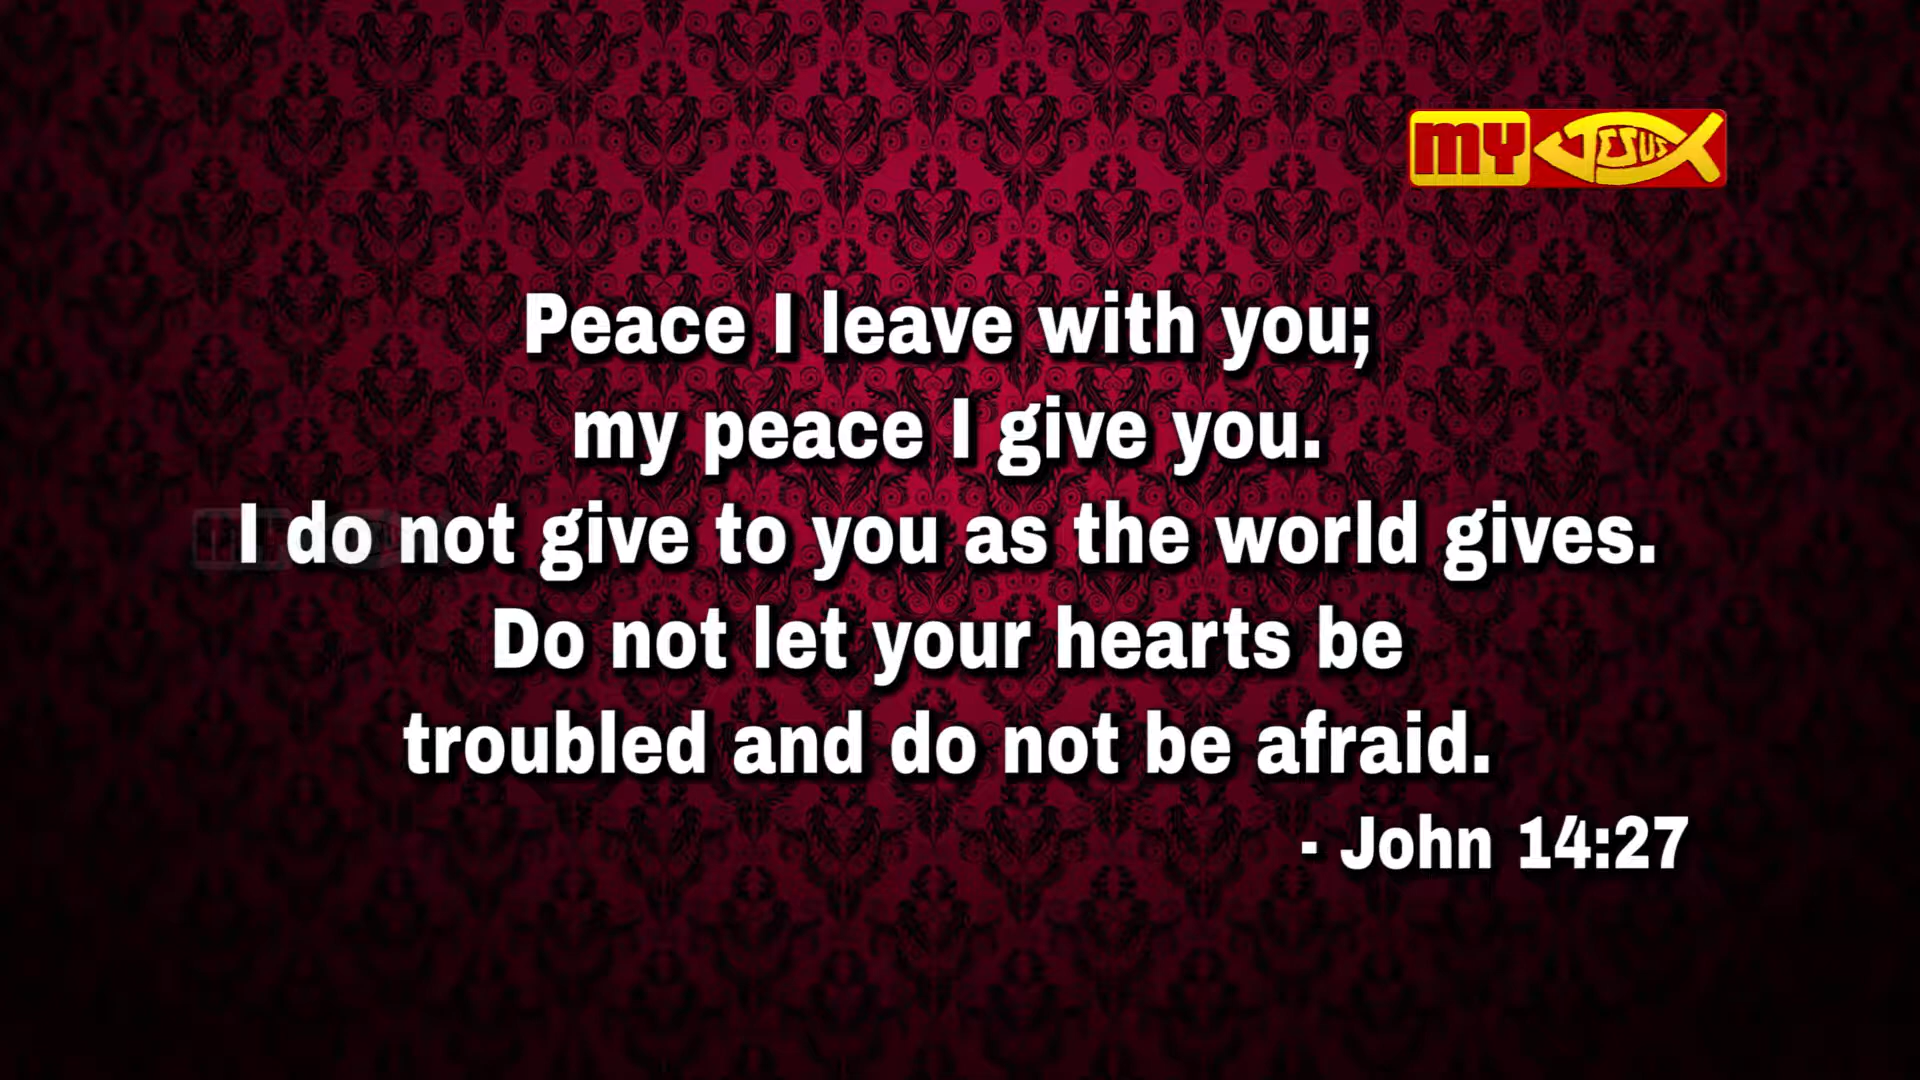 my JESUS
Peace I leave with you;
my peace I give you.
I do not give to you as the world gives.
Do not let your hearts be
troubled and do not be afraid.
- John 14:27